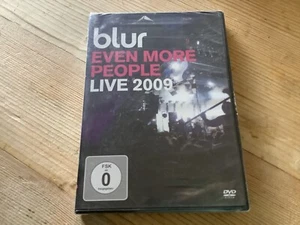 blur
EVEN MORE
PEOPLE
LIVE 2009
FSK
0
DVD